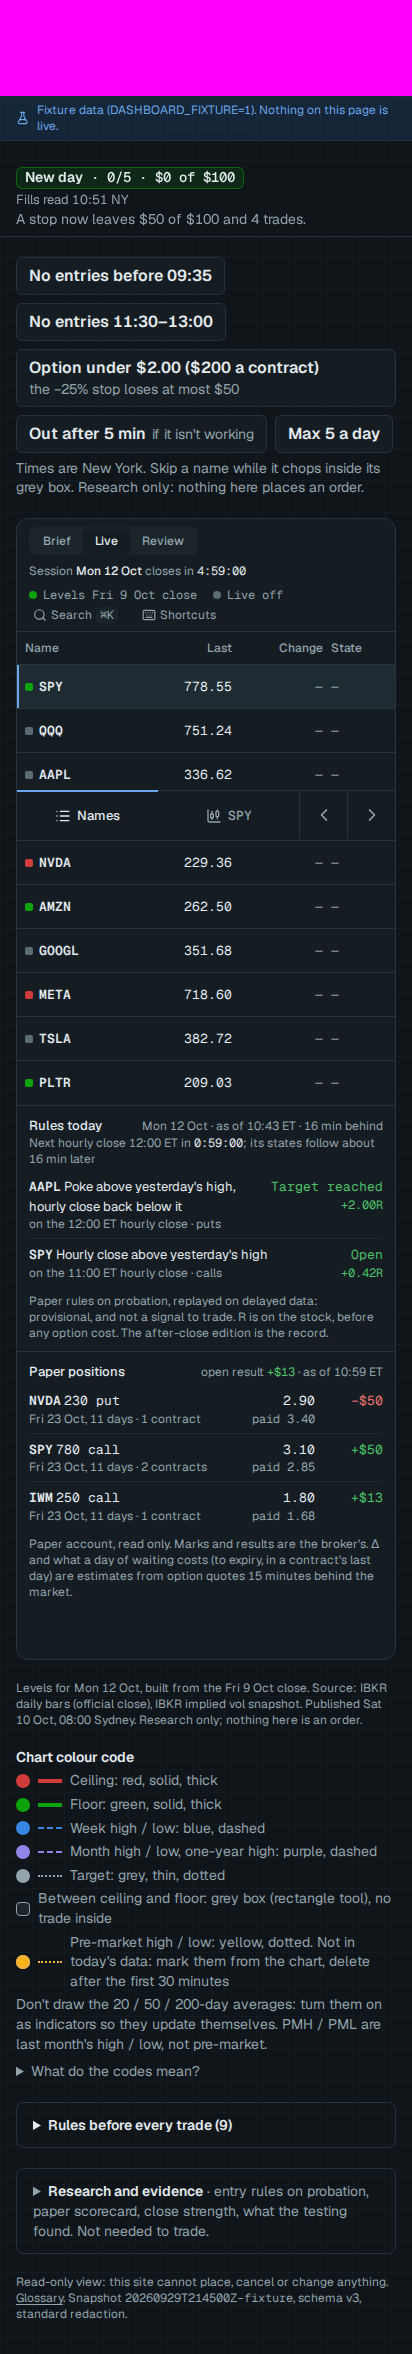 Fixture data (DASHBOARD_FIXTURE=1). Nothing on this page is
live.
New day · 0/5 · $0 of $100
Fills read 10:51 NY
A stop now leaves $50 of $100 and 4 trades.
No entries before 09:35
No entries 11:30–13:00
Option under $2.00 ($200 a contract)
the −25% stop loses at most $50
Out after 5 min if it isn't working
Max 5 a day
Times are New York. Skip a name while it chops inside its
grey box. Research only: nothing here places an order.
Brief Live Review
Session Mon 12 Oct closes in 4:59:00
Levels Fri 9 Oct close Live off
Search ⌘K Shortcuts
Name Last Change State
SPY 778.55 — —
QQQ 751.24 — —
AAPL 336.62 — —
Names SPY
NVDA 229.36 — —
AMZN 262.50 — —
GOOGL 351.68 — —
META 718.60 — —
TSLA 382.72 — —
PLTR 209.03 — —
Rules today Mon 12 Oct · as of 10:43 ET · 16 min behind
Next hourly close 12:00 ET in 0:59:00; its states follow about
16 min later
AAPL Poke above yesterday's high, Target reached
hourly close back below it +2.00R
on the 12:00 ET hourly close · puts
SPY Hourly close above yesterday's high Open
on the 11:00 ET hourly close · calls +0.42R
Paper rules on probation, replayed on delayed data:
provisional, and not a signal to trade. R is on the stock, before
any option cost. The after-close edition is the record.
Paper positions open result +$13 · as of 10:59 ET
NVDA 230 put 2.90 −$50
Fri 23 Oct, 11 days · 1 contract paid 3.40
SPY 780 call 3.10 +$50
Fri 23 Oct, 11 days · 2 contracts paid 2.85
IWM 250 call 1.80 +$13
Fri 23 Oct, 11 days · 1 contract paid 1.68
Paper account, read only. Marks and results are the broker's. Δ
and what a day of waiting costs (to expiry, in a contract's last
day) are estimates from option quotes 15 minutes behind the
market.
Levels for Mon 12 Oct, built from the Fri 9 Oct close. Source: IBKR
daily bars (official close), IBKR implied vol snapshot. Published Sat
10 Oct, 08:00 Sydney. Research only; nothing here is an order.
Chart colour code
Ceiling: red, solid, thick
Floor: green, solid, thick
Week high / low: blue, dashed
Month high / low, one-year high: purple, dashed
Target: grey, thin, dotted
Between ceiling and floor: grey box (rectangle tool), no
trade inside
Pre-market high / low: yellow, dotted. Not in
today's data: mark them from the chart, delete
after the first 30 minutes
Don't draw the 20 / 50 / 200-day averages: turn them on
as indicators so they update themselves. PMH / PML are
last month's high / low, not pre-market.
What do the codes mean?
Rules before every trade (9)
Research and evidence · entry rules on probation,
paper scorecard, close strength, what the testing
found. Not needed to trade.
Read-only view: this site cannot place, cancel or change anything.
Glossary. Snapshot 20260929T214500Z-fixture, schema v3,
standard redaction.